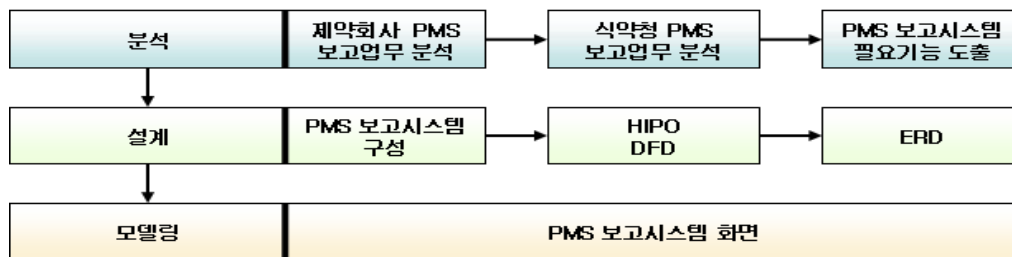 분석
제약회사 PMS
보고업무 분석
식약청 PMS
보고업무 분석
PMS 보고시스템
필요기능 도출
설계
PMS 보고시스템
구성
HIPO
DFD
ERD
모델링
PMS 보고시스템 화면